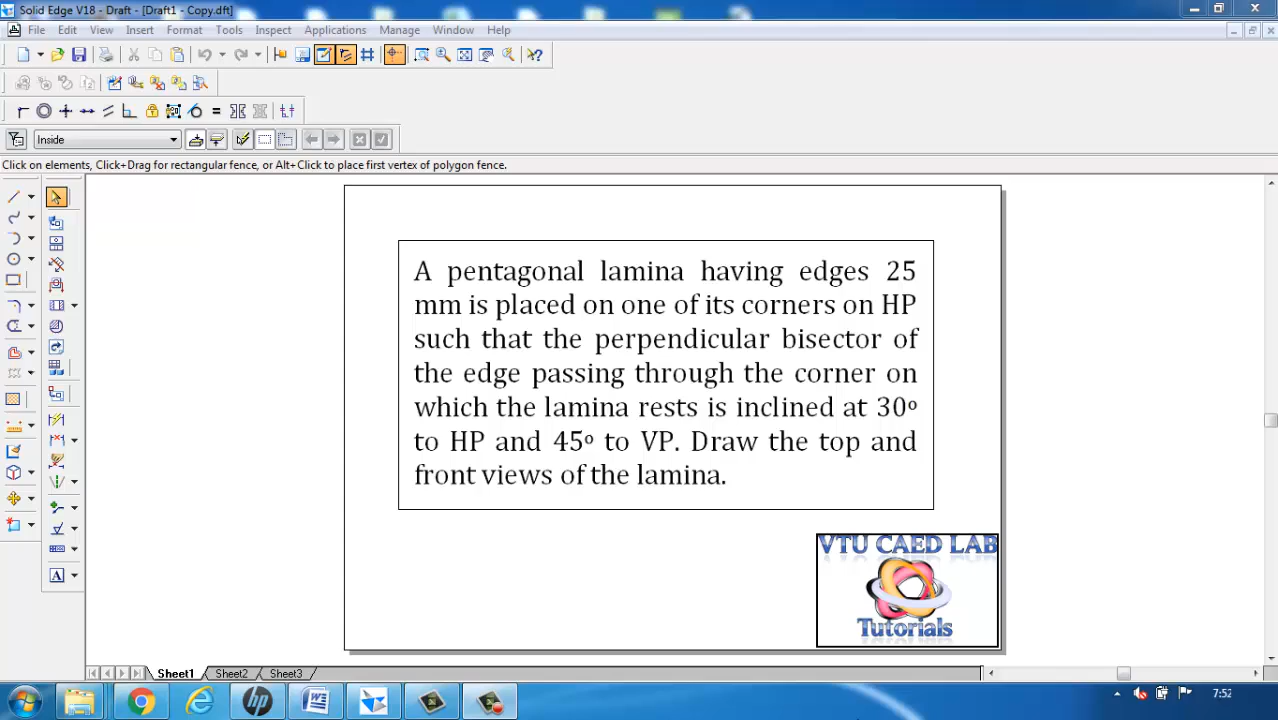 Solid Edge V18 - Draft - [Draft1 - Copy.dft]
File Edit View Insert Format Tools Inspect Applications Manage Window Help
Inside
Click on elements, Click+Drag for rectangular fence, or Alt+Click to place first vertex of polygon fence.
A pentagonal lamina having edges 25
mm is placed on one of its corners on HP
such that the perpendicular bisector of
the edge passing through the corner on
which the lamina rests is inclined at 30º
to HP and 45º to VP. Draw the top and
front views of the lamina.
VTU CAED LAB
Tutorials
Sheet1 Sheet2 Sheet3
hp
7:52